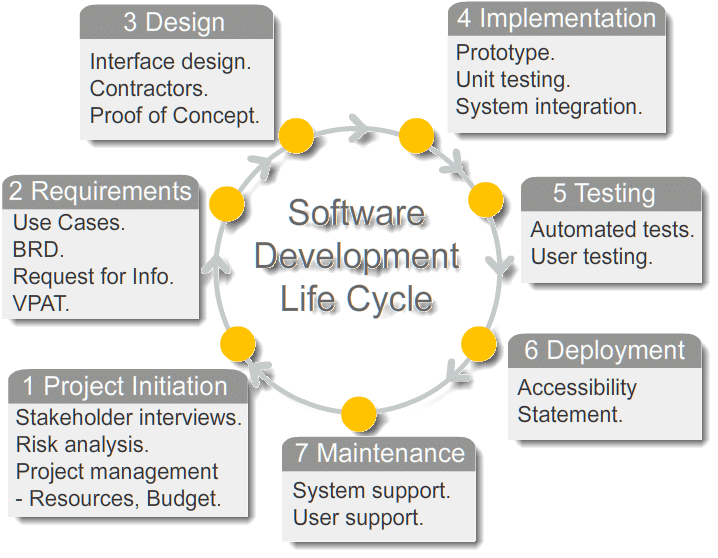 3 Design
Interface design.
Contractors.
Proof of Concept.
4 Implementation
Prototype.
Unit testing.
System integration.
2 Requirements
Use Cases.
BRD.
Request for Info.
VPAT.
Software
Development
Life Cycle
5 Testing
Automated tests.
User testing.
1 Project Initiation
Stakeholder interviews.
Risk analysis.
Project management
- Resources, Budget.
6 Deployment
Accessibility
Statement.
7 Maintenance
System support.
User support.